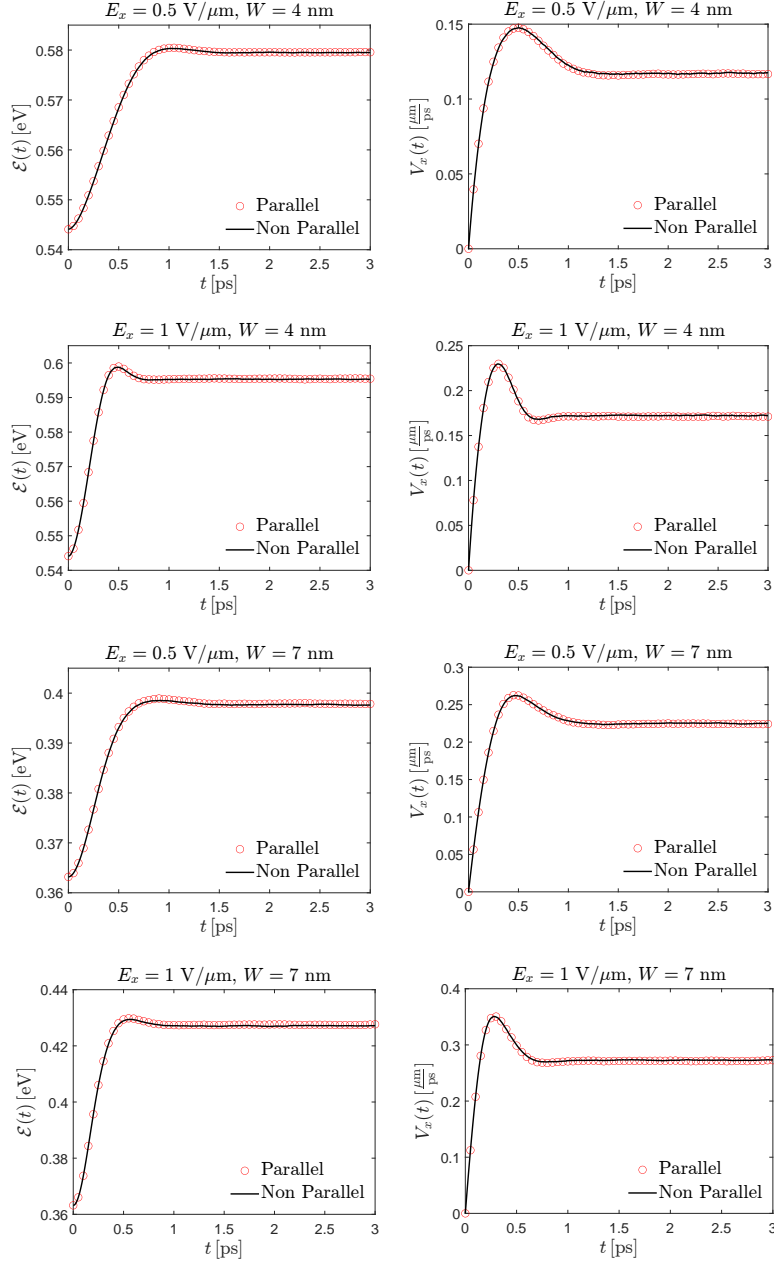 E_x = 0.5 V/μm, W = 4 nm
0.58
0.57
0.56
0.55
0.54
ℰ(t) [eV]
Parallel
Non Parallel
0 0.5 1 1.5 2 2.5 3
t [ps]
E_x = 0.5 V/μm, W = 4 nm
0.15
0.1
0.05
0
V_x(t) [μm/ps]
Parallel
Non Parallel
0 0.5 1 1.5 2 2.5 3
t [ps]
E_x = 1 V/μm, W = 4 nm
0.6
0.59
0.58
0.57
0.56
0.55
0.54
ℰ(t) [eV]
Parallel
Non Parallel
0 0.5 1 1.5 2 2.5 3
t [ps]
E_x = 1 V/μm, W = 4 nm
0.25
0.2
0.15
0.1
0.05
0
V_x(t) [μm/ps]
Parallel
Non Parallel
0 0.5 1 1.5 2 2.5 3
t [ps]
E_x = 0.5 V/μm, W = 7 nm
0.4
0.39
0.38
0.37
0.36
ℰ(t) [eV]
Parallel
Non Parallel
0 0.5 1 1.5 2 2.5 3
t [ps]
E_x = 0.5 V/μm, W = 7 nm
0.3
0.25
0.2
0.15
0.1
0.05
0
V_x(t) [μm/ps]
Parallel
Non Parallel
0 0.5 1 1.5 2 2.5 3
t [ps]
E_x = 1 V/μm, W = 7 nm
0.44
0.42
0.4
0.38
0.36
ℰ(t) [eV]
Parallel
Non Parallel
0 0.5 1 1.5 2 2.5 3
t [ps]
E_x = 1 V/μm, W = 7 nm
0.4
0.3
0.2
0.1
0
V_x(t) [μm/ps]
Parallel
Non Parallel
0 0.5 1 1.5 2 2.5 3
t [ps]